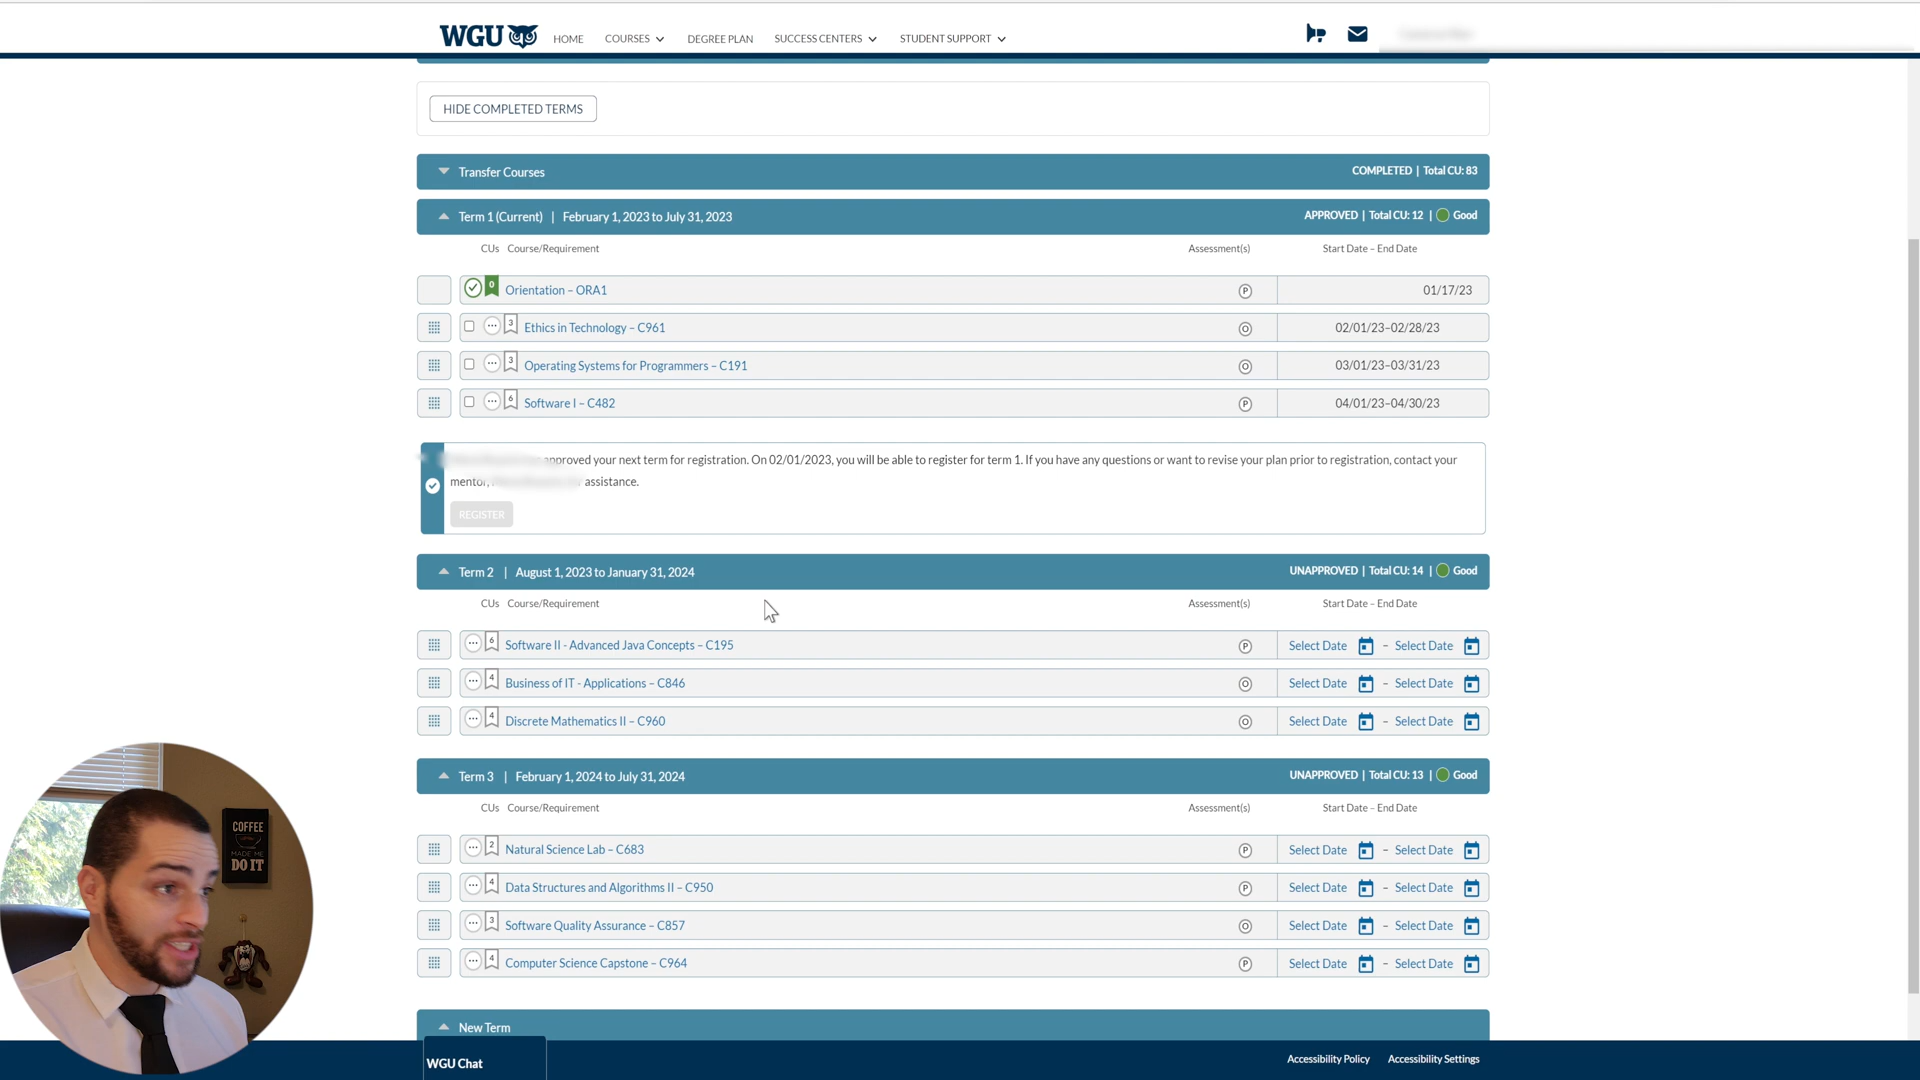 WGU HOME COURSES DEGREE PLAN SUCCESS CENTERS STUDENT SUPPORT
HIDE COMPLETED TERMS
Transfer Courses COMPLETED | Total CU: 83
Term 1 (Current) | February 1, 2023 to July 31, 2023 APPROVED | Total CU: 12 | Good
CUs Course/Requirement Assessment(s) Start Date – End Date
0 Orientation – ORA1 P 01/17/23
3 Ethics in Technology – C961 O 02/01/23–02/28/23
3 Operating Systems for Programmers – C191 O 03/01/23–03/31/23
6 Software I – C482 P 04/01/23–04/30/23
approved your next term for registration. On 02/01/2023, you will be able to register for term 1. If you have any questions or want to revise your plan prior to registration, contact your
mentor, assistance.
REGISTER
Term 2 | August 1, 2023 to January 31, 2024 UNAPPROVED | Total CU: 14 | Good
CUs Course/Requirement Assessment(s) Start Date – End Date
6 Software II - Advanced Java Concepts – C195 P Select Date – Select Date
4 Business of IT - Applications – C846 O Select Date – Select Date
4 Discrete Mathematics II – C960 O Select Date – Select Date
Term 3 | February 1, 2024 to July 31, 2024 UNAPPROVED | Total CU: 13 | Good
CUs Course/Requirement Assessment(s) Start Date – End Date
2 Natural Science Lab – C683 P Select Date – Select Date
4 Data Structures and Algorithms II – C950 P Select Date – Select Date
3 Software Quality Assurance – C857 O Select Date – Select Date
4 Computer Science Capstone – C964 P Select Date – Select Date
New Term
WGU Chat Accessibility Policy Accessibility Settings
COFFEE
MADE ME
DO IT